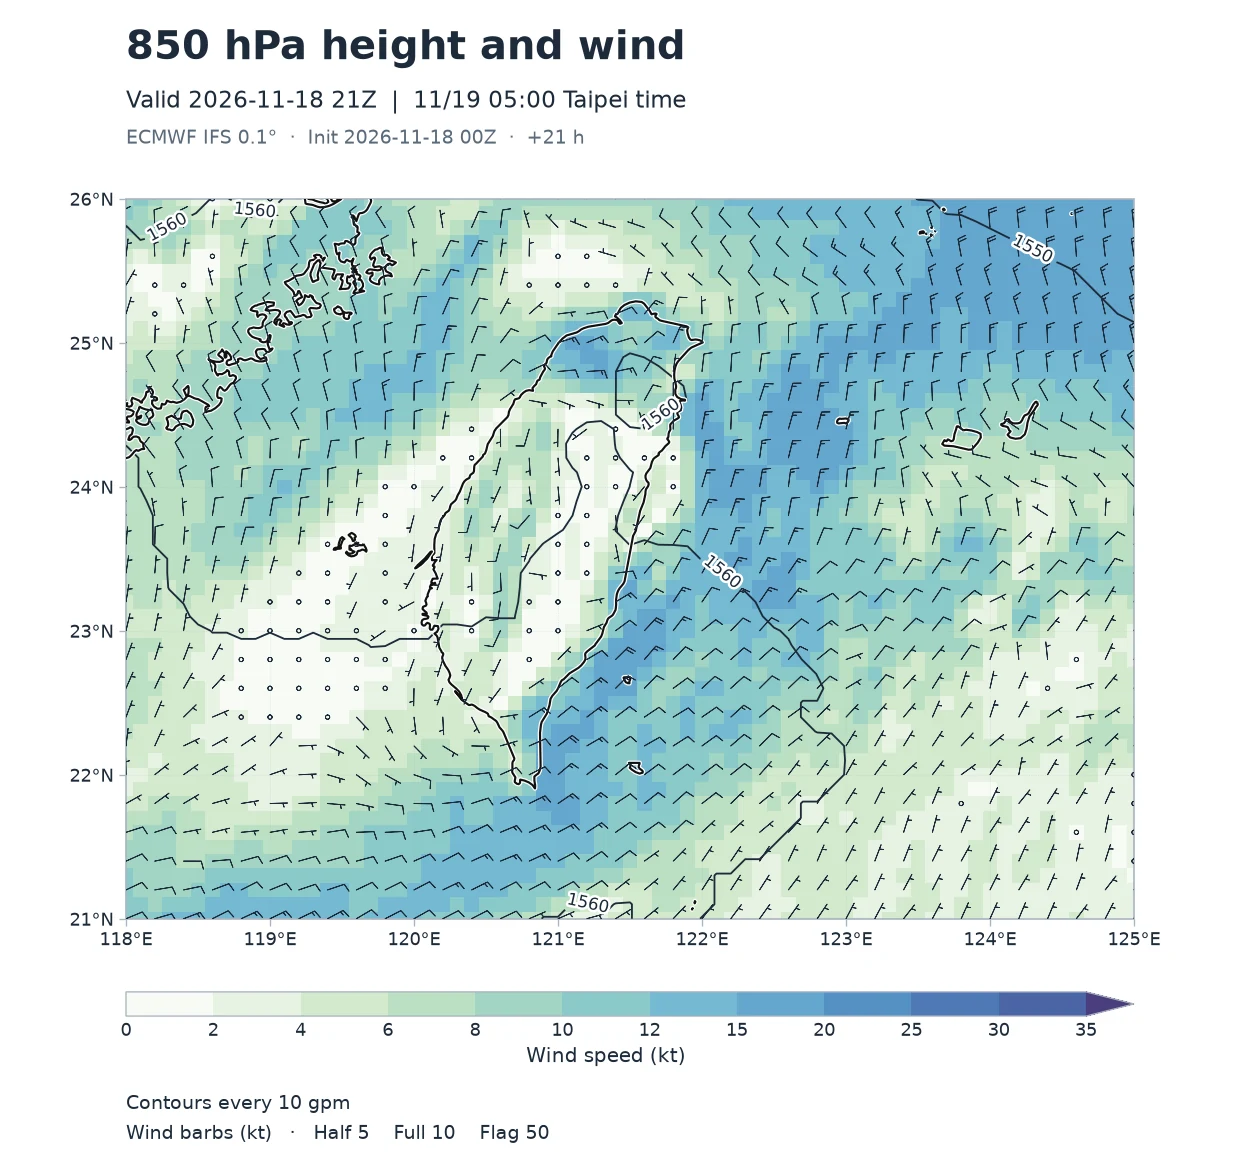 850 hPa height and wind
Valid 2026-11-18 21Z | 11/19 05:00 Taipei time
ECMWF IFS 0.1° · Init 2026-11-18 00Z · +21 h
26°N
1560
1560
1550
25°N
1560
24°N
1560
23°N
22°N
1560
21°N
118°E 119°E 120°E 121°E 122°E 123°E 124°E 125°E
0 2 4 6 8 10 12 15 20 25 30 35
Wind speed (kt)
Contours every 10 gpm
Wind barbs (kt) · Half 5 Full 10 Flag 50